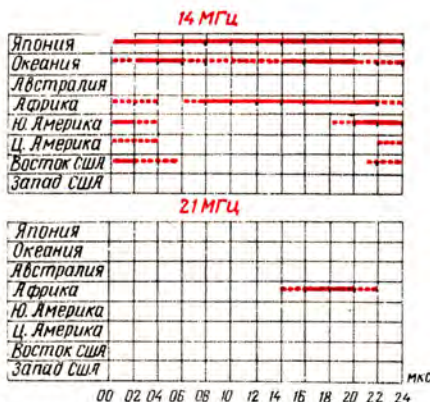 14 МГц
Япония
Океания
Австралия
Африка
Ю. Америка
Ц. Америка
Восток США
Запад США
21 МГц
Япония
Океания
Австралия
Африка
Ю. Америка
Ц. Америка
Восток США
Запад США
мск
00 02 04 06 08 10 12 14 16 18 20 22 24